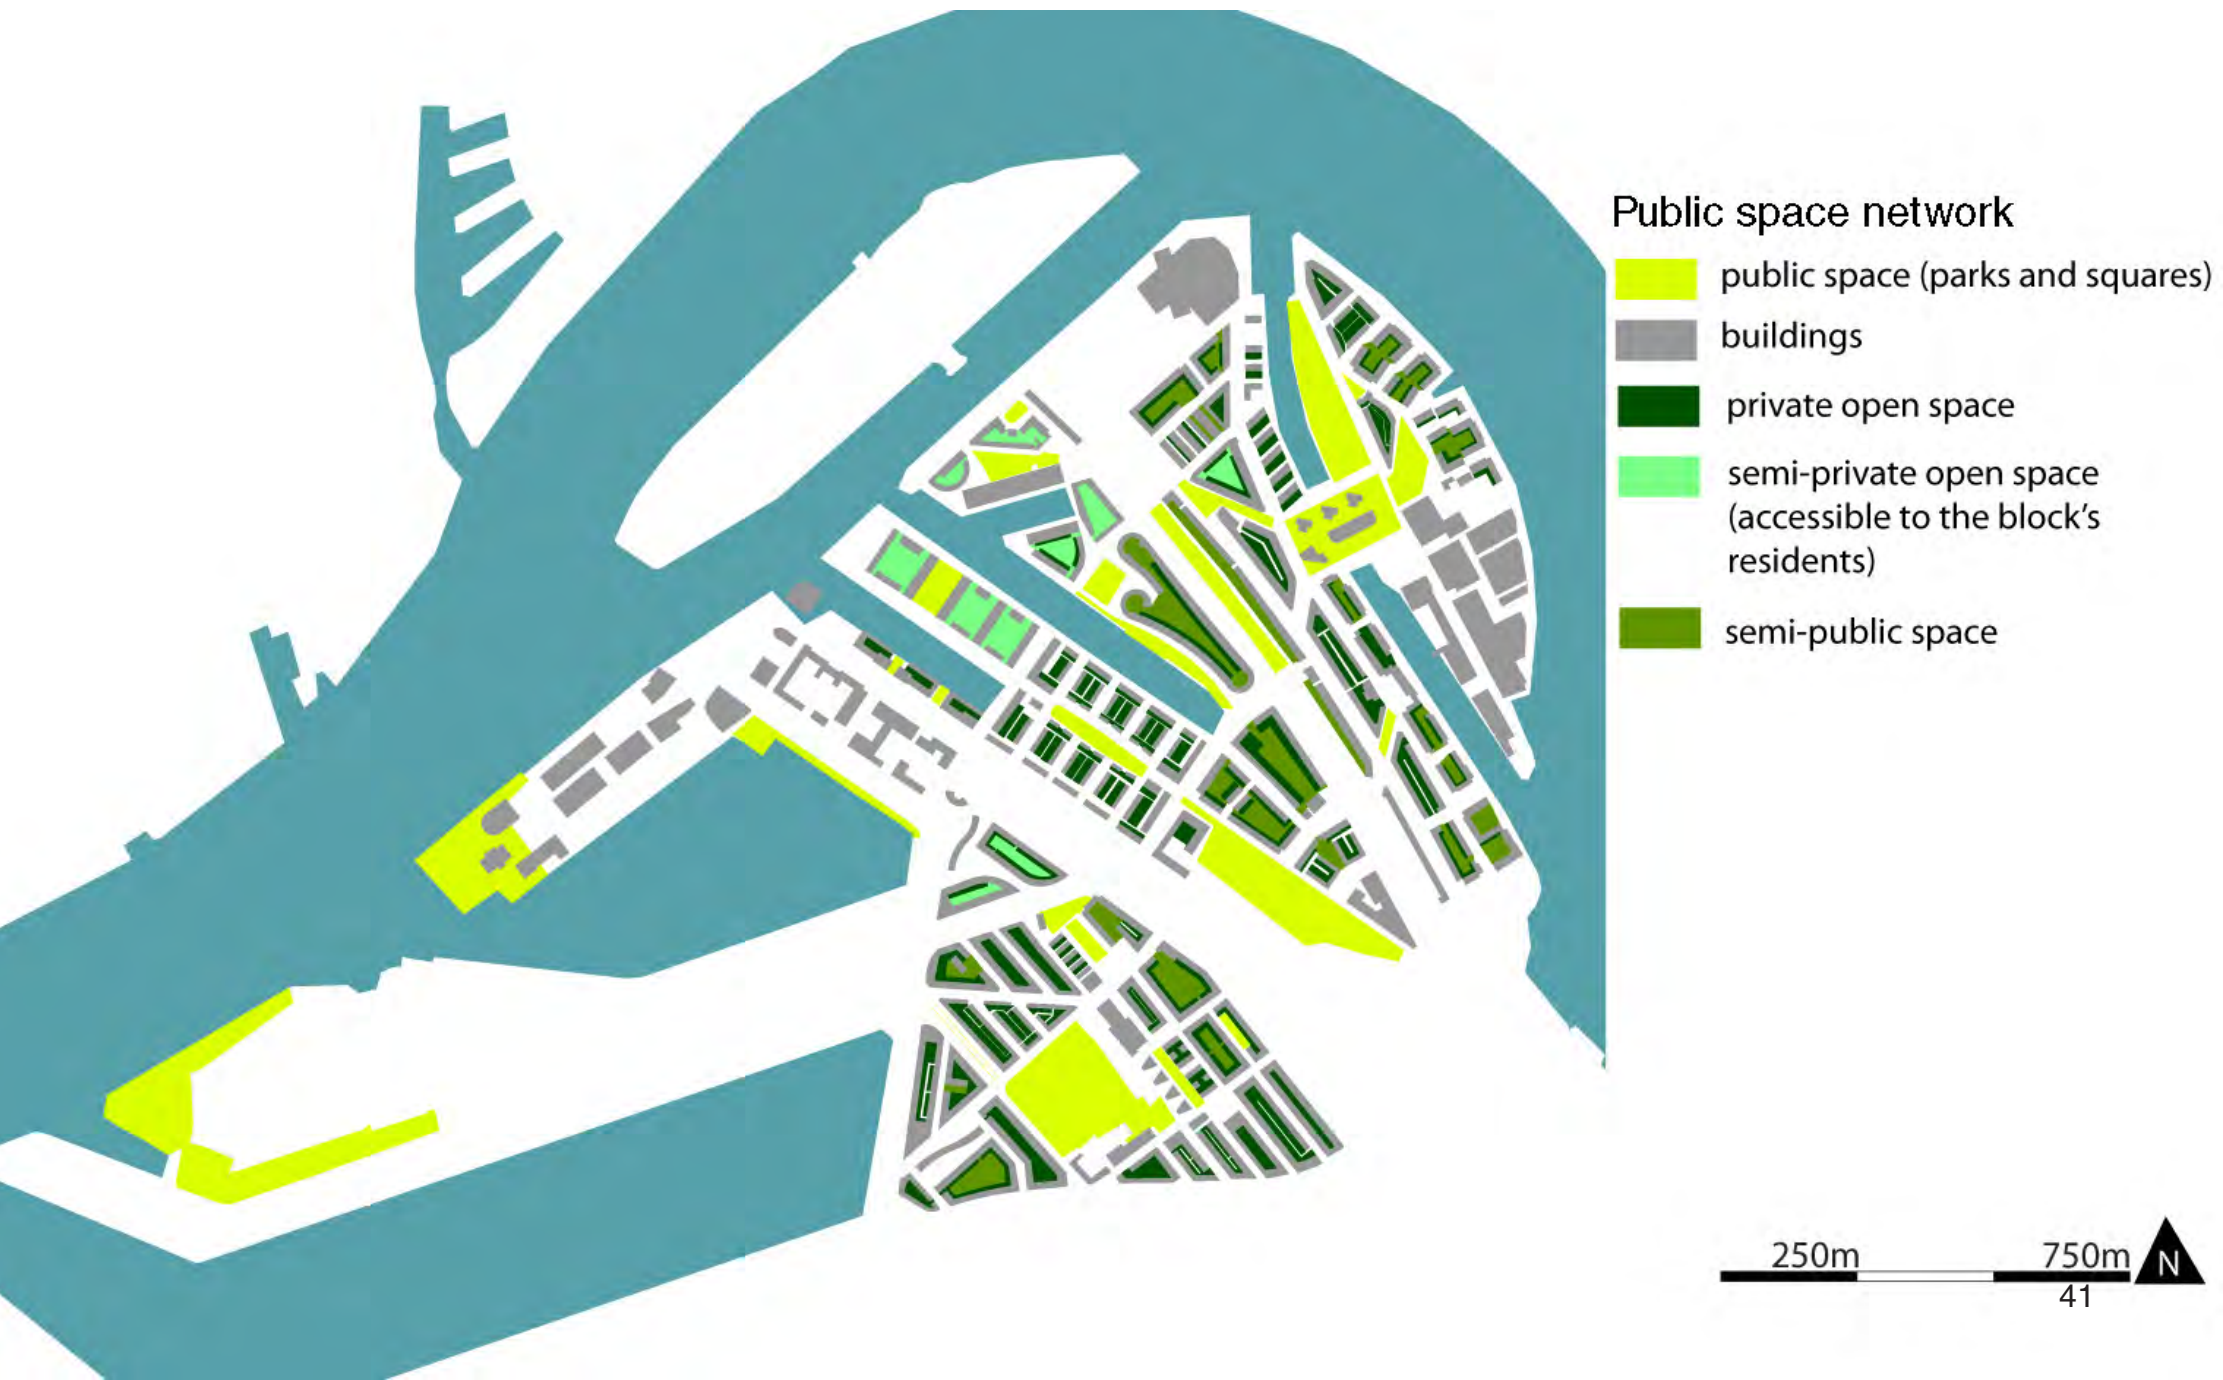 Public space network
public space (parks and squares)
buildings
private open space
semi-private open space
(accessible to the block's
residents)
semi-public space
250m 750m N
41